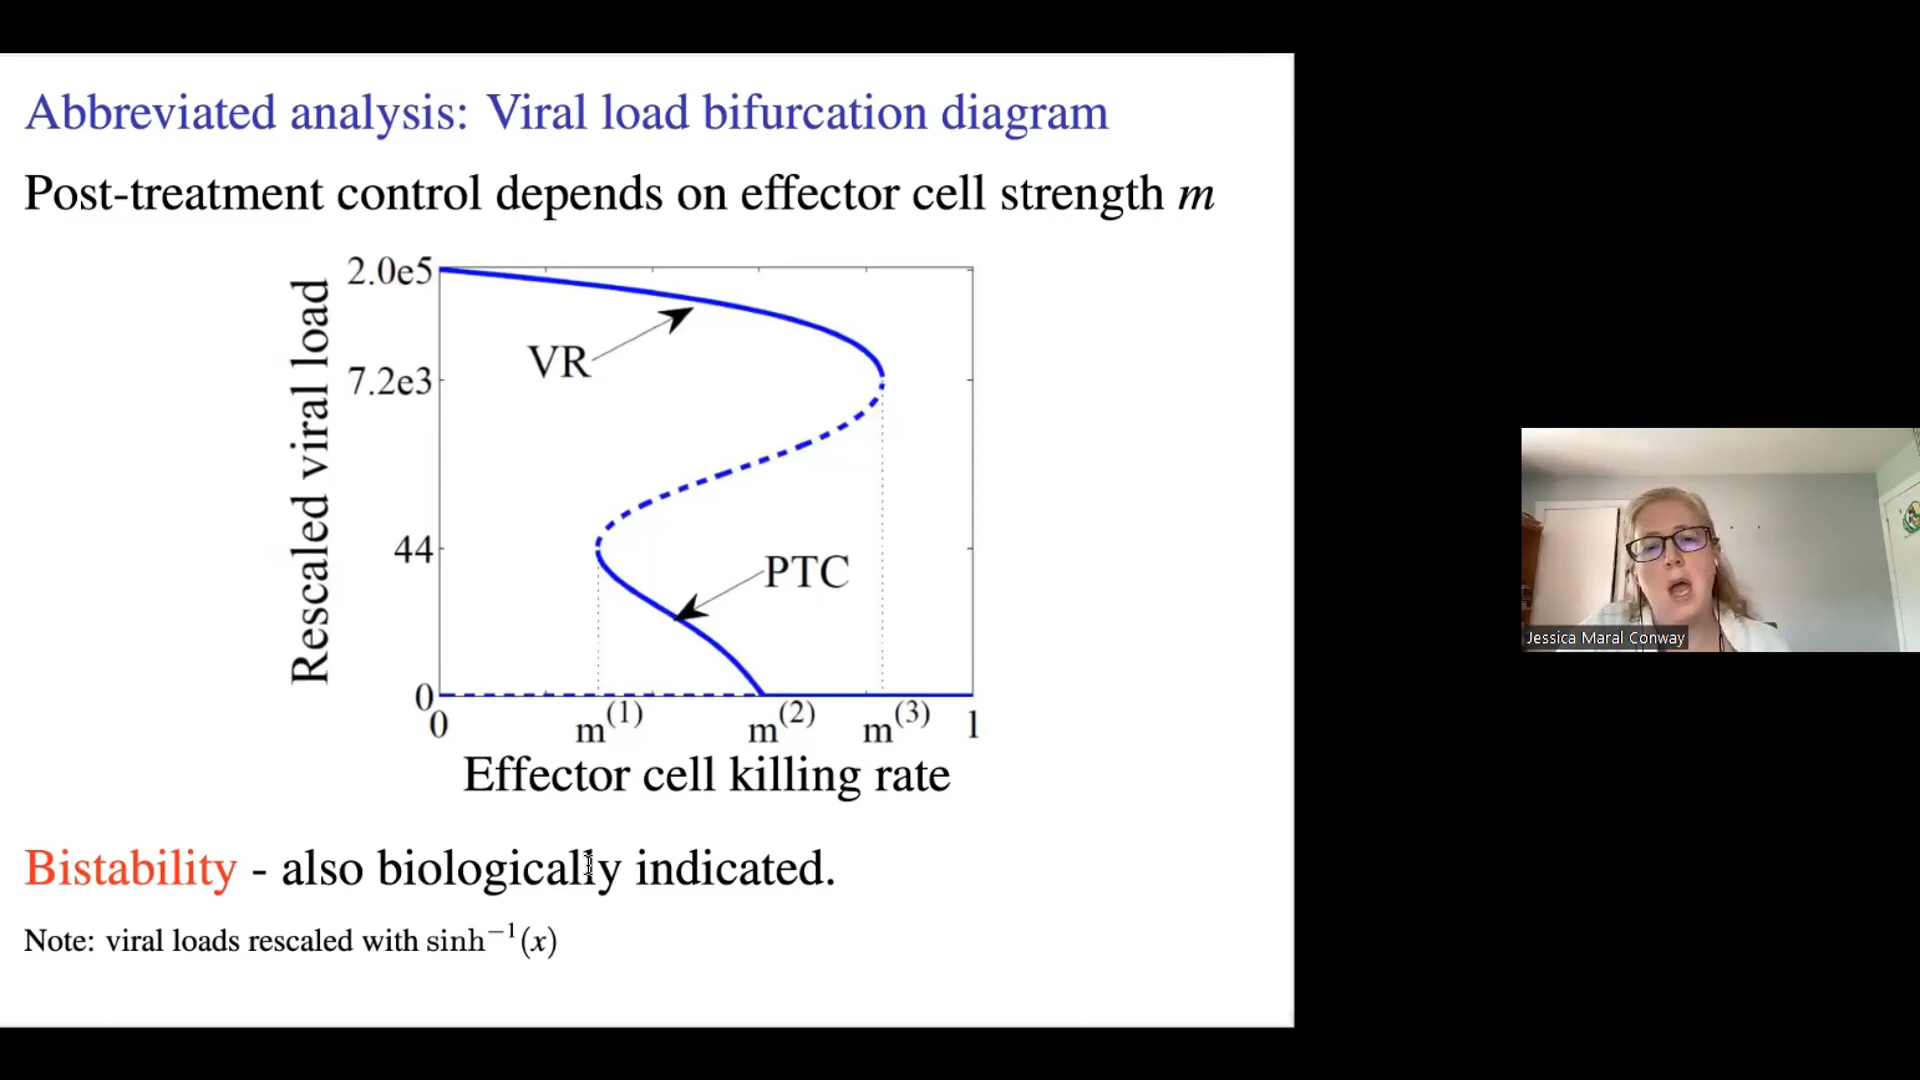 Abbreviated analysis: Viral load bifurcation diagram
Post-treatment control depends on effector cell strength m
Rescaled viral load
2.0e5
7.2e3
44
0
VR
PTC
0 m^(1) m^(2) m^(3) 1
Effector cell killing rate
Bistability - also biologically indicated.
Note: viral loads rescaled with sinh⁻¹(x)
Jessica Maral Conway